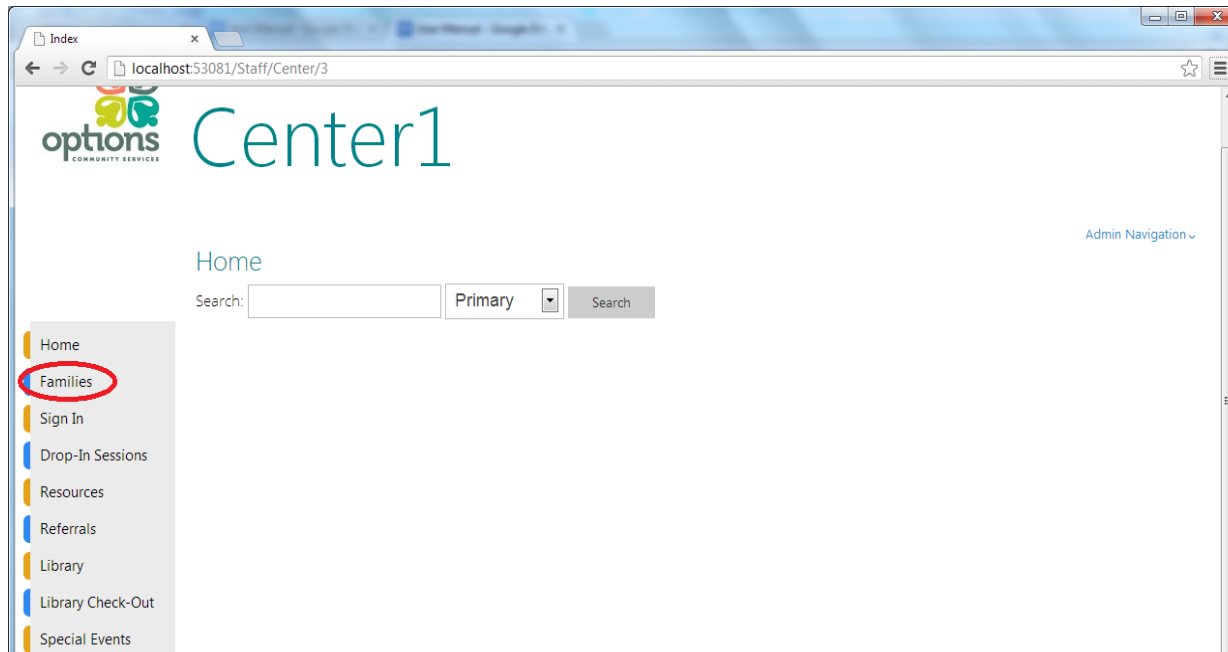 Index
localhost:53081/Staff/Center/3
options
COMMUNITY SERVICES
Center1
Admin Navigation
Home
Search: Primary Search
Home
Families
Sign In
Drop-In Sessions
Resources
Referrals
Library
Library Check-Out
Special Events